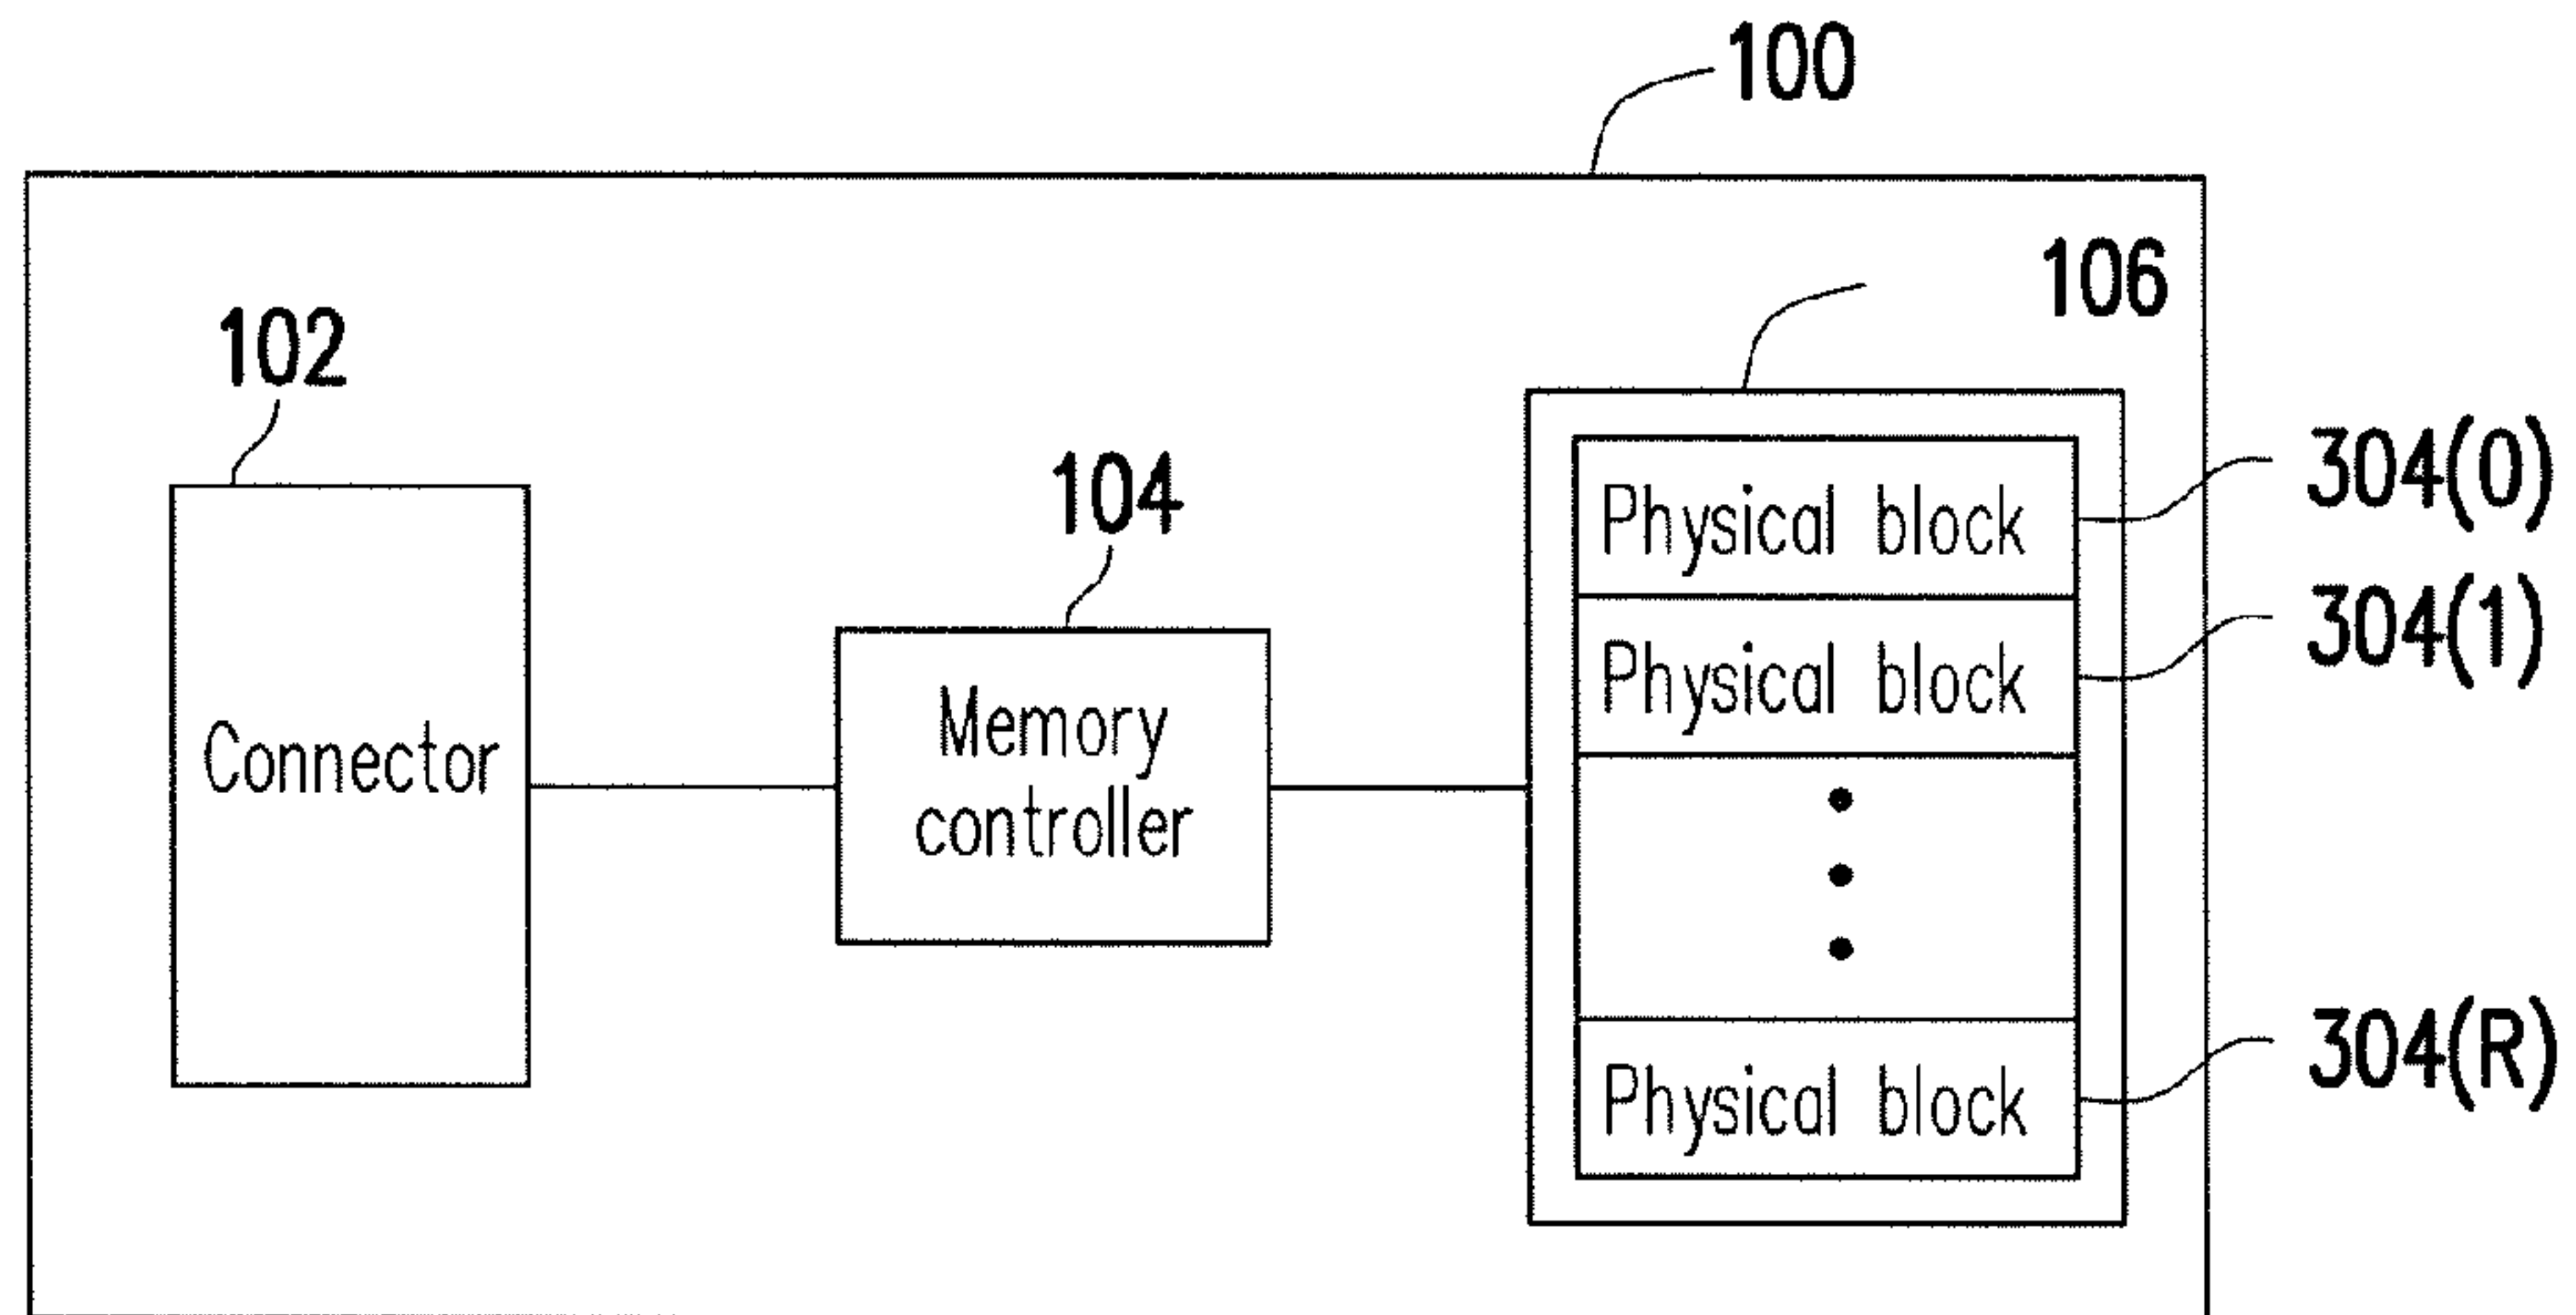 100
106
102
304(0)
104
Physical block
304(1)
Physical block
Memory
controller
Connector
304(R)
Physical block